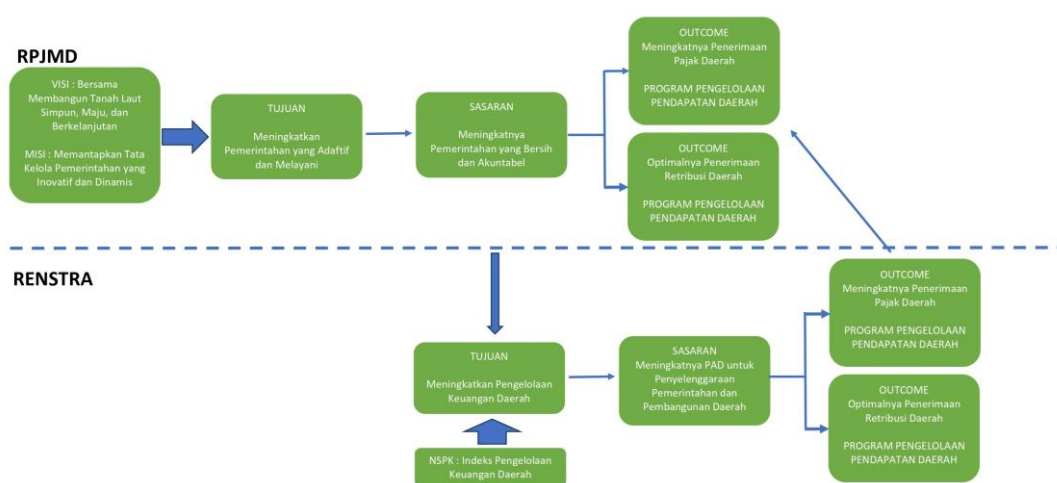 RPJMD
VISI : Bersama
Membangun Tanah Laut
Simpun, Maju, dan
Berkelanjutan
MISI : Memantapkan Tata
Kelola Pemerintahan yang
Inovatif dan Dinamis
TUJUAN
Meningkatkan
Pemerintahan yang Adaptif
dan Melayani
SASARAN
Meningkatnya
Pemerintahan yang Bersih
dan Akuntabel
OUTCOME
Meningkatnya Penerimaan
Pajak Daerah
PROGRAM PENGELOLAAN
PENDAPATAN DAERAH
OUTCOME
Optimalnya Penerimaan
Retribusi Daerah
PROGRAM PENGELOLAAN
PENDAPATAN DAERAH
RENSTRA
TUJUAN
Meningkatkan Pengelolaan
Keuangan Daerah
NSPK : Indeks Pengelolaan
Keuangan Daerah
SASARAN
Meningkatnya PAD untuk
Penyelenggaraan
Pemerintahan dan
Pembangunan Daerah
OUTCOME
Meningkatnya Penerimaan
Pajak Daerah
PROGRAM PENGELOLAAN
PENDAPATAN DAERAH
OUTCOME
Optimalnya Penerimaan
Retribusi Daerah
PROGRAM PENGELOLAAN
PENDAPATAN DAERAH